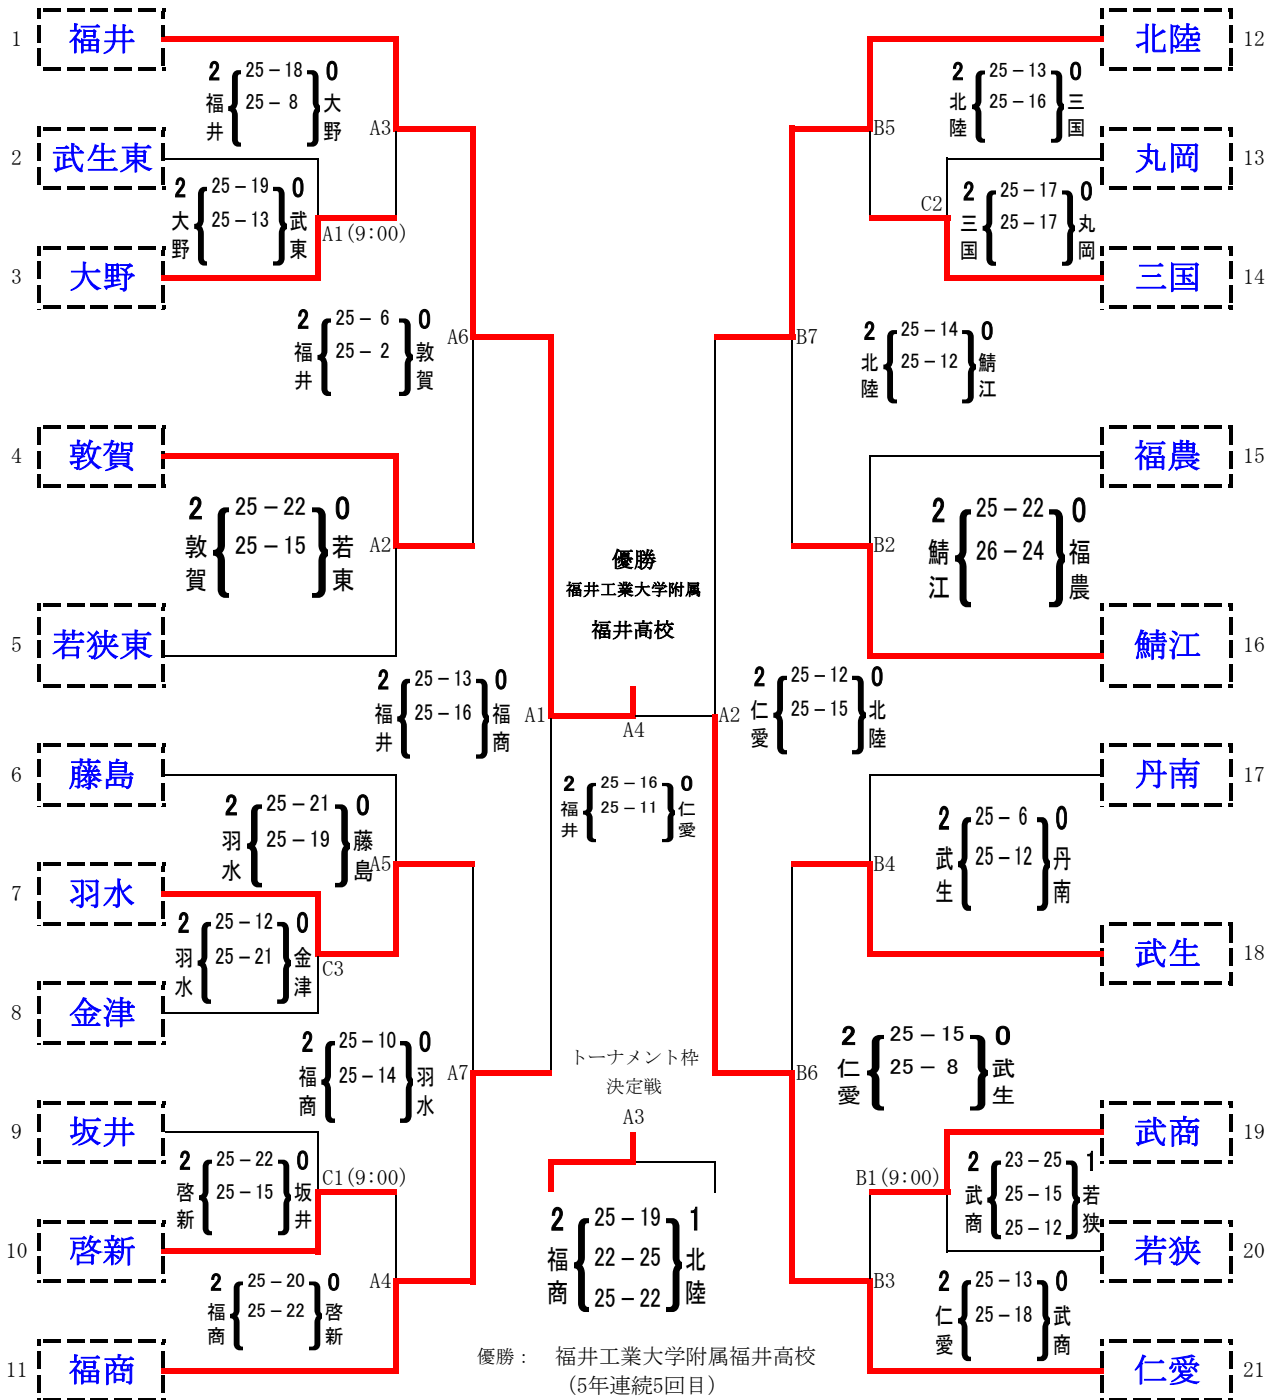 1 福井
2 福井 { 25－18 25－8 } 0 大野
A3
2 武生東
2 大野 { 25－19 25－13 } 0 武東
A1(9:00)
3 大野
2 福井 { 25－6 25－2 } 0 敦賀
A6
4 敦賀
2 敦賀 { 25－22 25－15 } 0 若東
A2
5 若狭東
2 福井 { 25－13 25－16 } 0 福商
A1
6 藤島
2 羽水 { 25－21 25－19 } 0 藤島
A5
7 羽水
2 羽水 { 25－12 25－21 } 0 金津
C3
8 金津
2 福商 { 25－10 25－14 } 0 羽水
A7
9 坂井
2 啓新 { 25－22 25－15 } 0 坂井
C1(9:00)
10 啓新
2 福商 { 25－20 25－22 } 0 啓新
A4
11 福商
優勝
福井工業大学附属
福井高校
A4
2 福井 { 25－16 25－11 } 0 仁愛
トーナメント枠
決定戦
A3
2 福商 { 25－19 22－25 25－22 } 1 北陸
優勝： 福井工業大学附属福井高校
（5年連続5回目）
北陸 12
2 北陸 { 25－13 25－16 } 0 三国
B5
丸岡 13
2 三国 { 25－17 25－17 } 0 丸岡
C2
三国 14
2 北陸 { 25－14 25－12 } 0 鯖江
B7
福農 15
2 鯖江 { 25－22 26－24 } 0 福農
B2
鯖江 16
2 仁愛 { 25－12 25－15 } 0 北陸
A2
丹南 17
2 武生 { 25－6 25－12 } 0 丹南
B4
武生 18
2 仁愛 { 25－15 25－8 } 0 武生
B6
武商 19
B1(9:00)
2 武商 { 23－25 25－15 25－12 } 1 若狭
若狭 20
2 仁愛 { 25－13 25－18 } 0 武商
B3
仁愛 21